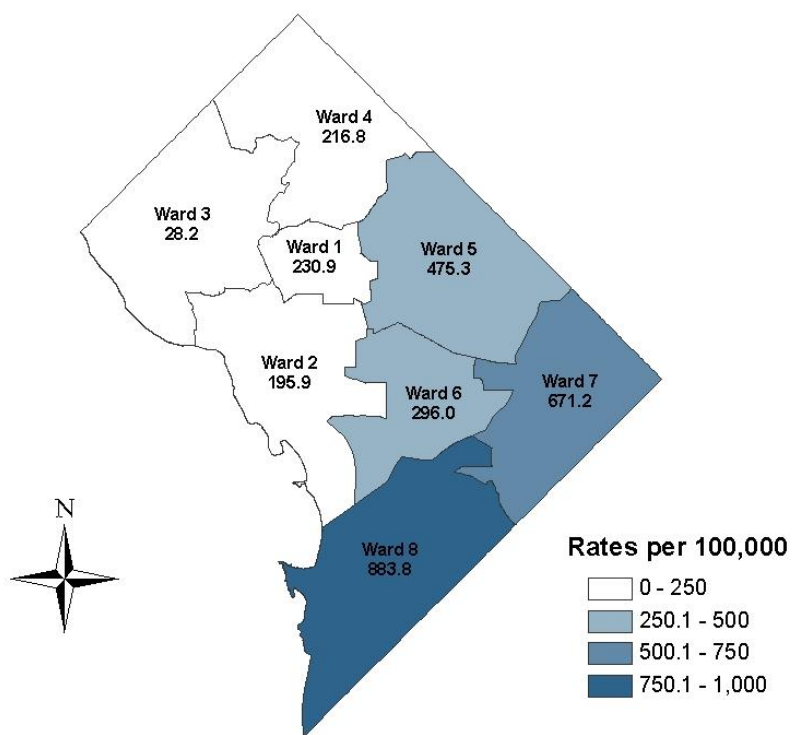 Ward 4
216.8
Ward 3
28.2
Ward 1
230.9
Ward 5
475.3
Ward 2
195.9
Ward 6
296.0
Ward 7
671.2
Ward 8
883.8
N
Rates per 100,000
0 - 250
250.1 - 500
500.1 - 750
750.1 - 1,000